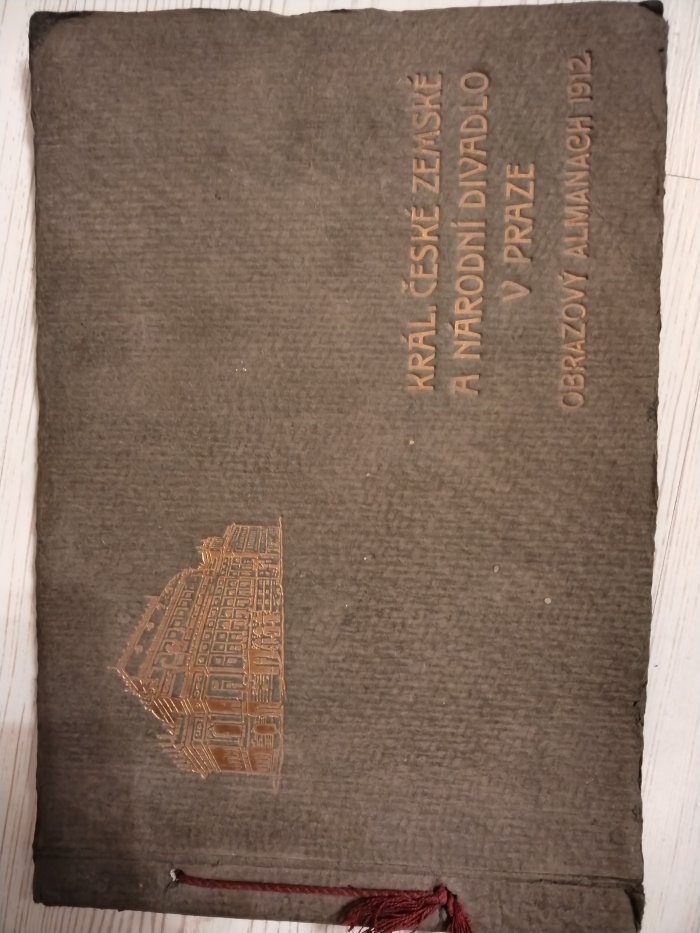 KRÁL. ČESKÉ ZEMSKÉ
A NÁRODNÍ DIVADLO
V PRAZE
OBRAZOVÝ ALMANACH 1912.